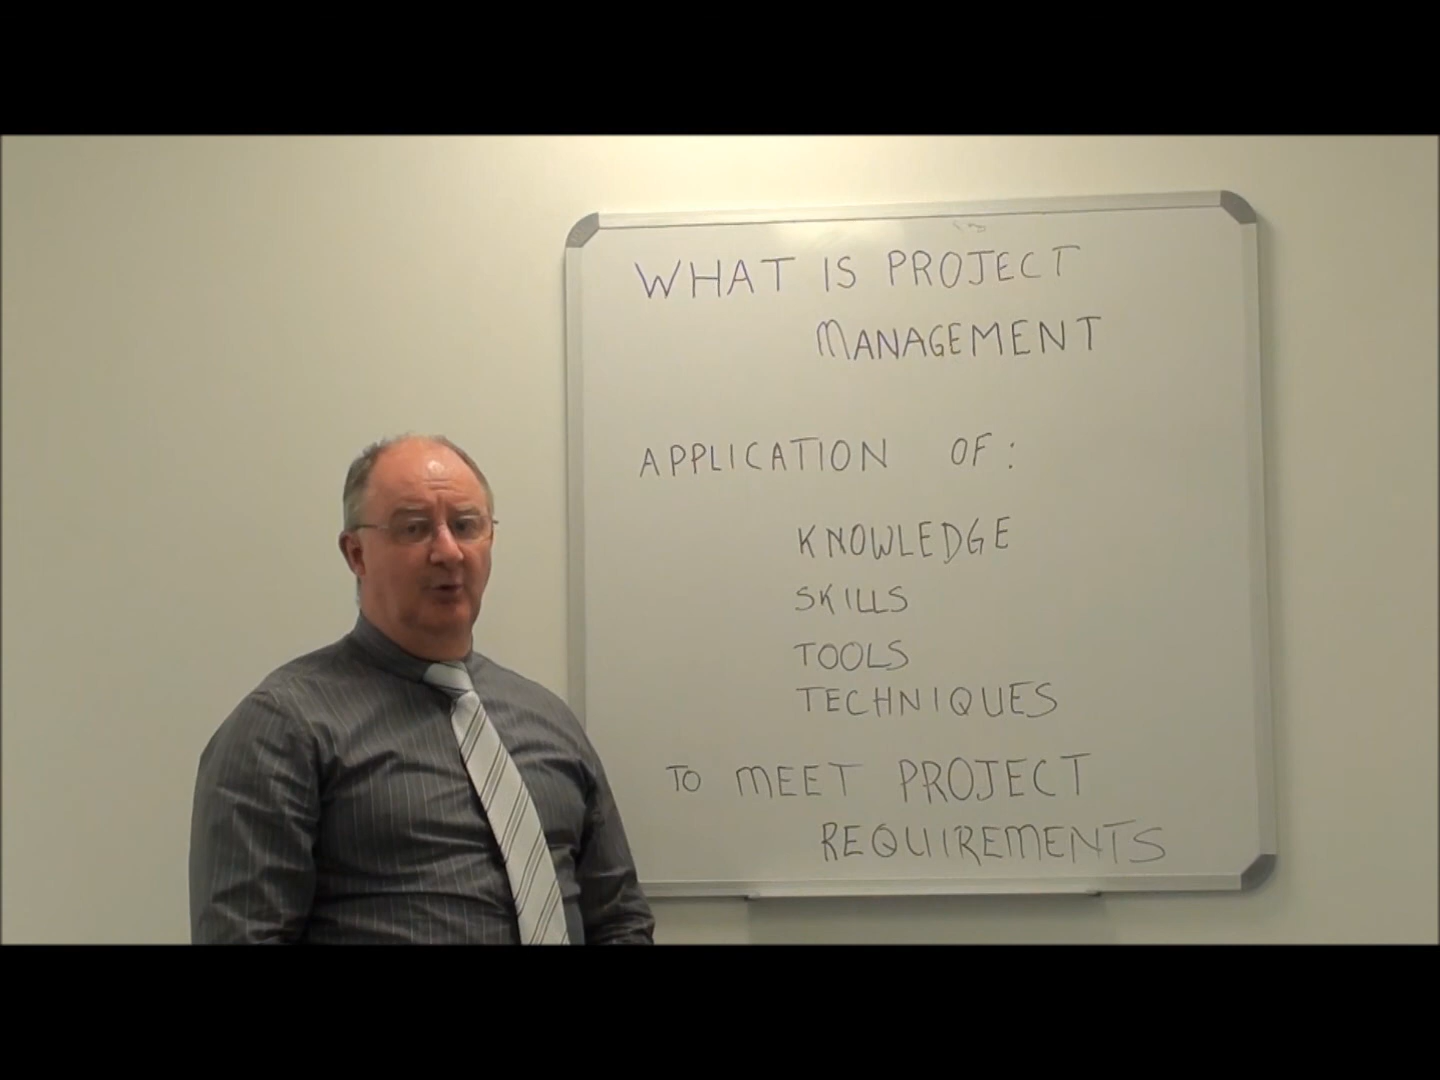 WHAT IS PROJECT
MANAGEMENT
APPLICATION OF:
KNOWLEDGE
SKILLS
TOOLS
TECHNIQUES
TO MEET PROJECT
REQUIREMENTS